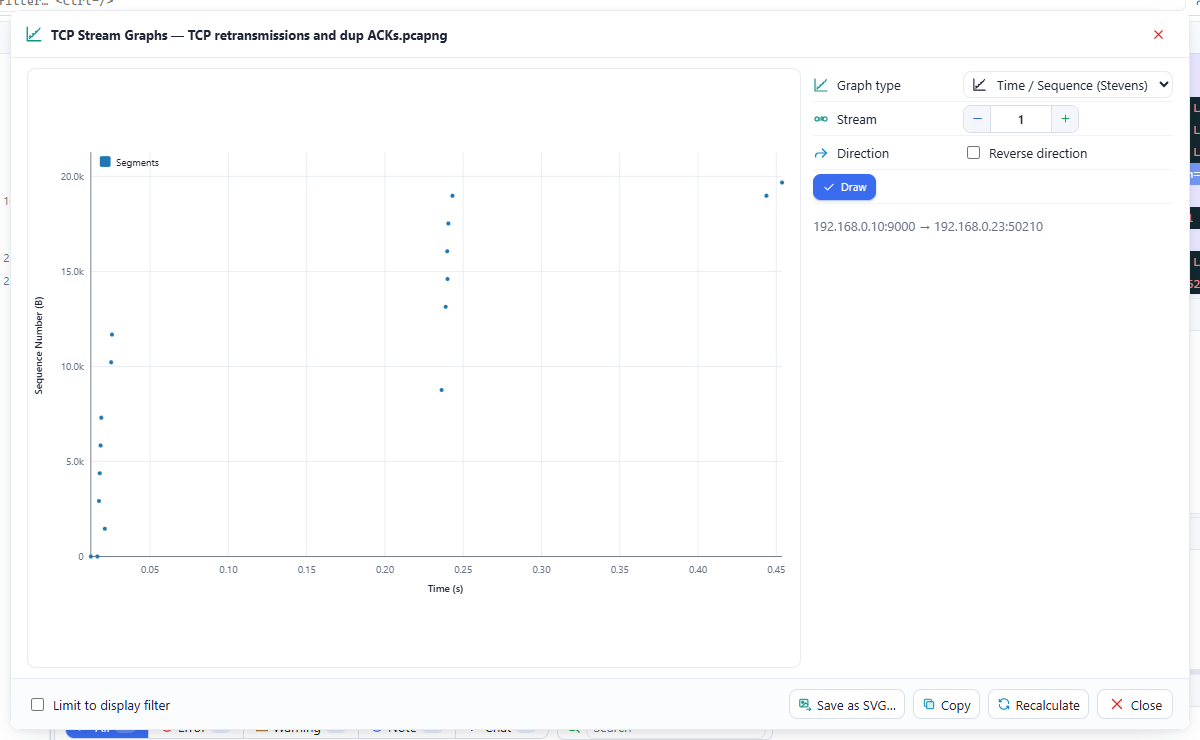 TCP Stream Graphs — TCP retransmissions and dup ACKs.pcapng
Graph type
Time / Sequence (Stevens)
Stream
1
Direction
Reverse direction
Draw
192.168.0.10:9000 → 192.168.0.23:50210
Segments
20.0k
15.0k
10.0k
5.0k
0
Sequence Number (B)
0.05 0.10 0.15 0.20 0.25 0.30 0.35 0.40 0.45
Time (s)
Limit to display filter
Save as SVG...
Copy
Recalculate
Close